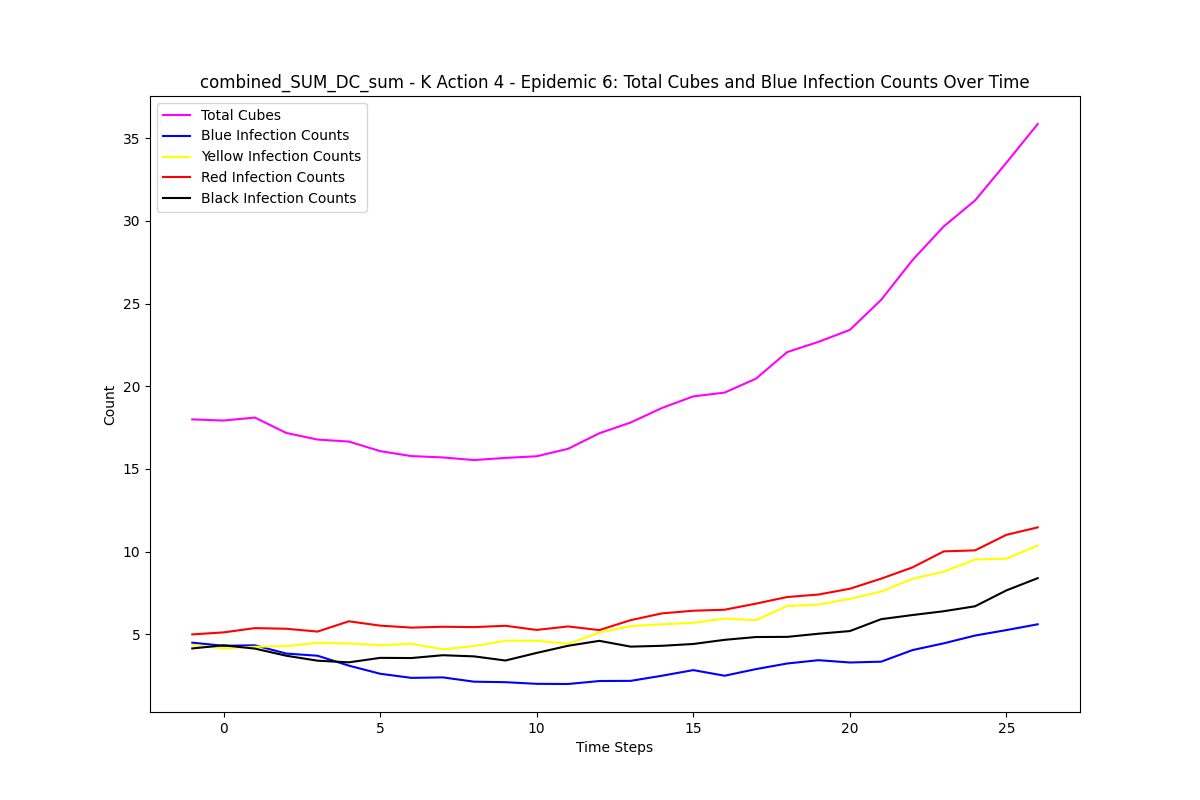 combined_SUM_DC_sum - K Action 4 - Epidemic 6: Total Cubes and Blue Infection Counts Over Time
Total Cubes
Blue Infection Counts
Yellow Infection Counts
Red Infection Counts
Black Infection Counts
35
30
25
20
15
10
5
Count
0 5 10 15 20 25
Time Steps